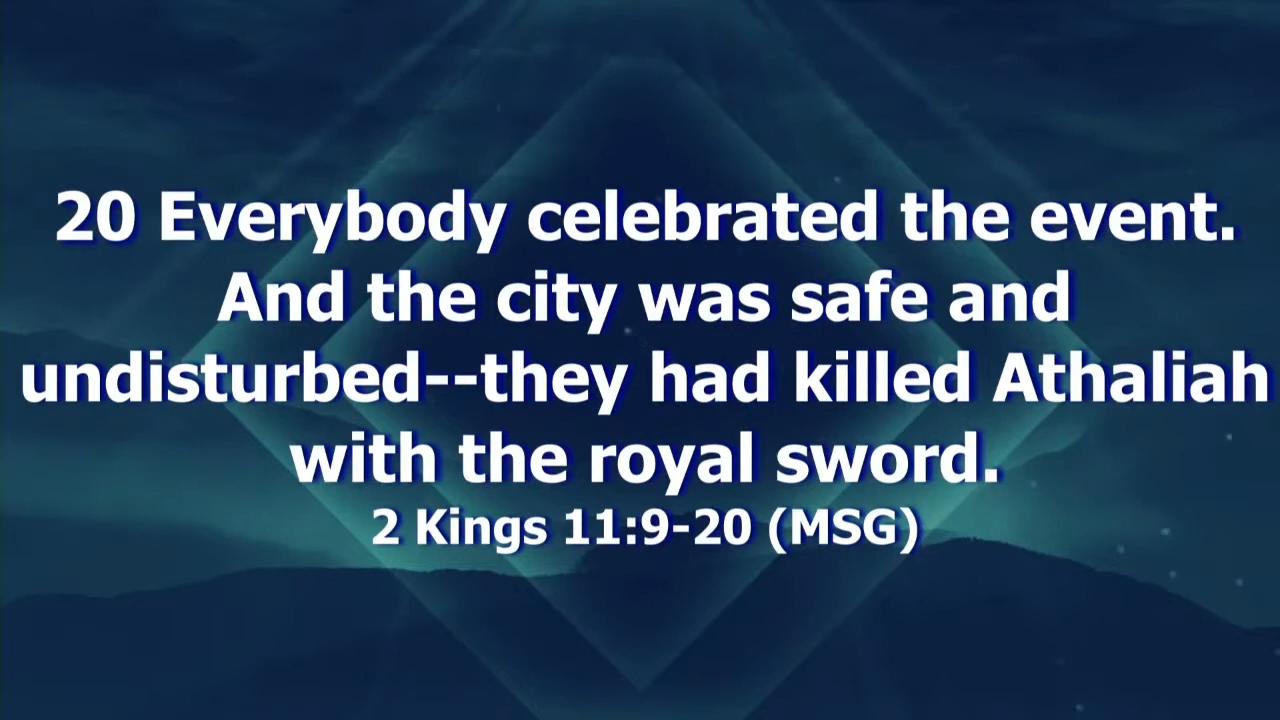 20 Everybody celebrated the event.
And the city was safe and
undisturbed--they had killed Athaliah
with the royal sword.
2 Kings 11:9-20 (MSG)